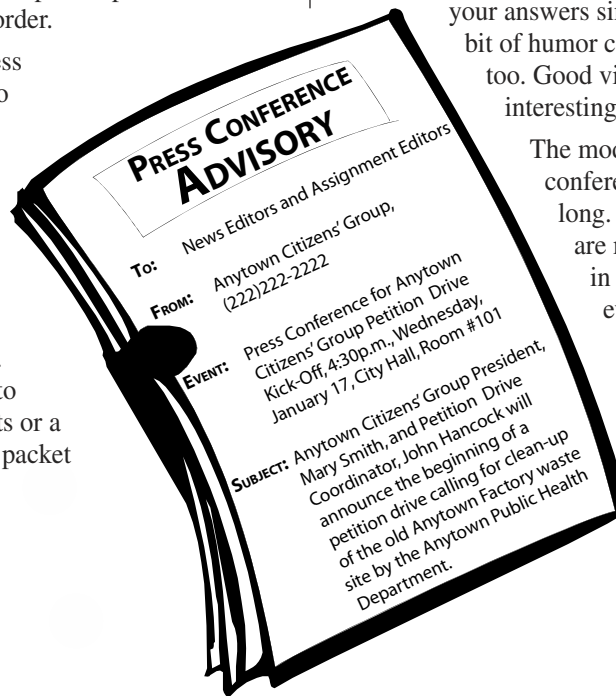 order.
ess
o
to
ts or a
packet
PRESS CONFERENCE
ADVISORY
TO: News Editors and Assignment Editors
FROM: Anytown Citizens' Group,
(222)222-2222
EVENT: Press Conference for Anytown
Citizens' Group Petition Drive
Kick-Off, 4:30p.m., Wednesday,
January 17, City Hall, Room #101
SUBJECT: Anytown Citizens' Group President,
Mary Smith, and Petition Drive
Coordinator, John Hancock will
announce the beginning of a
petition drive calling for clean-up
of the old Anytown Factory waste
site by the Anytown Public Health
Department.
your answers si
bit of humor c
too. Good vi
interesting
The mod
confere
long.
are
in